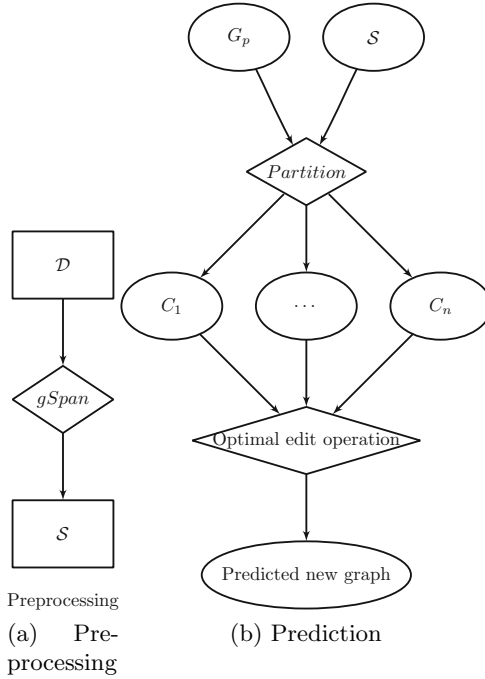 G_p
S
Partition
D
C_1
...
C_n
gSpan
Optimal edit operation
S
Predicted new graph
Preprocessing
(a) Pre-
processing
(b) Prediction